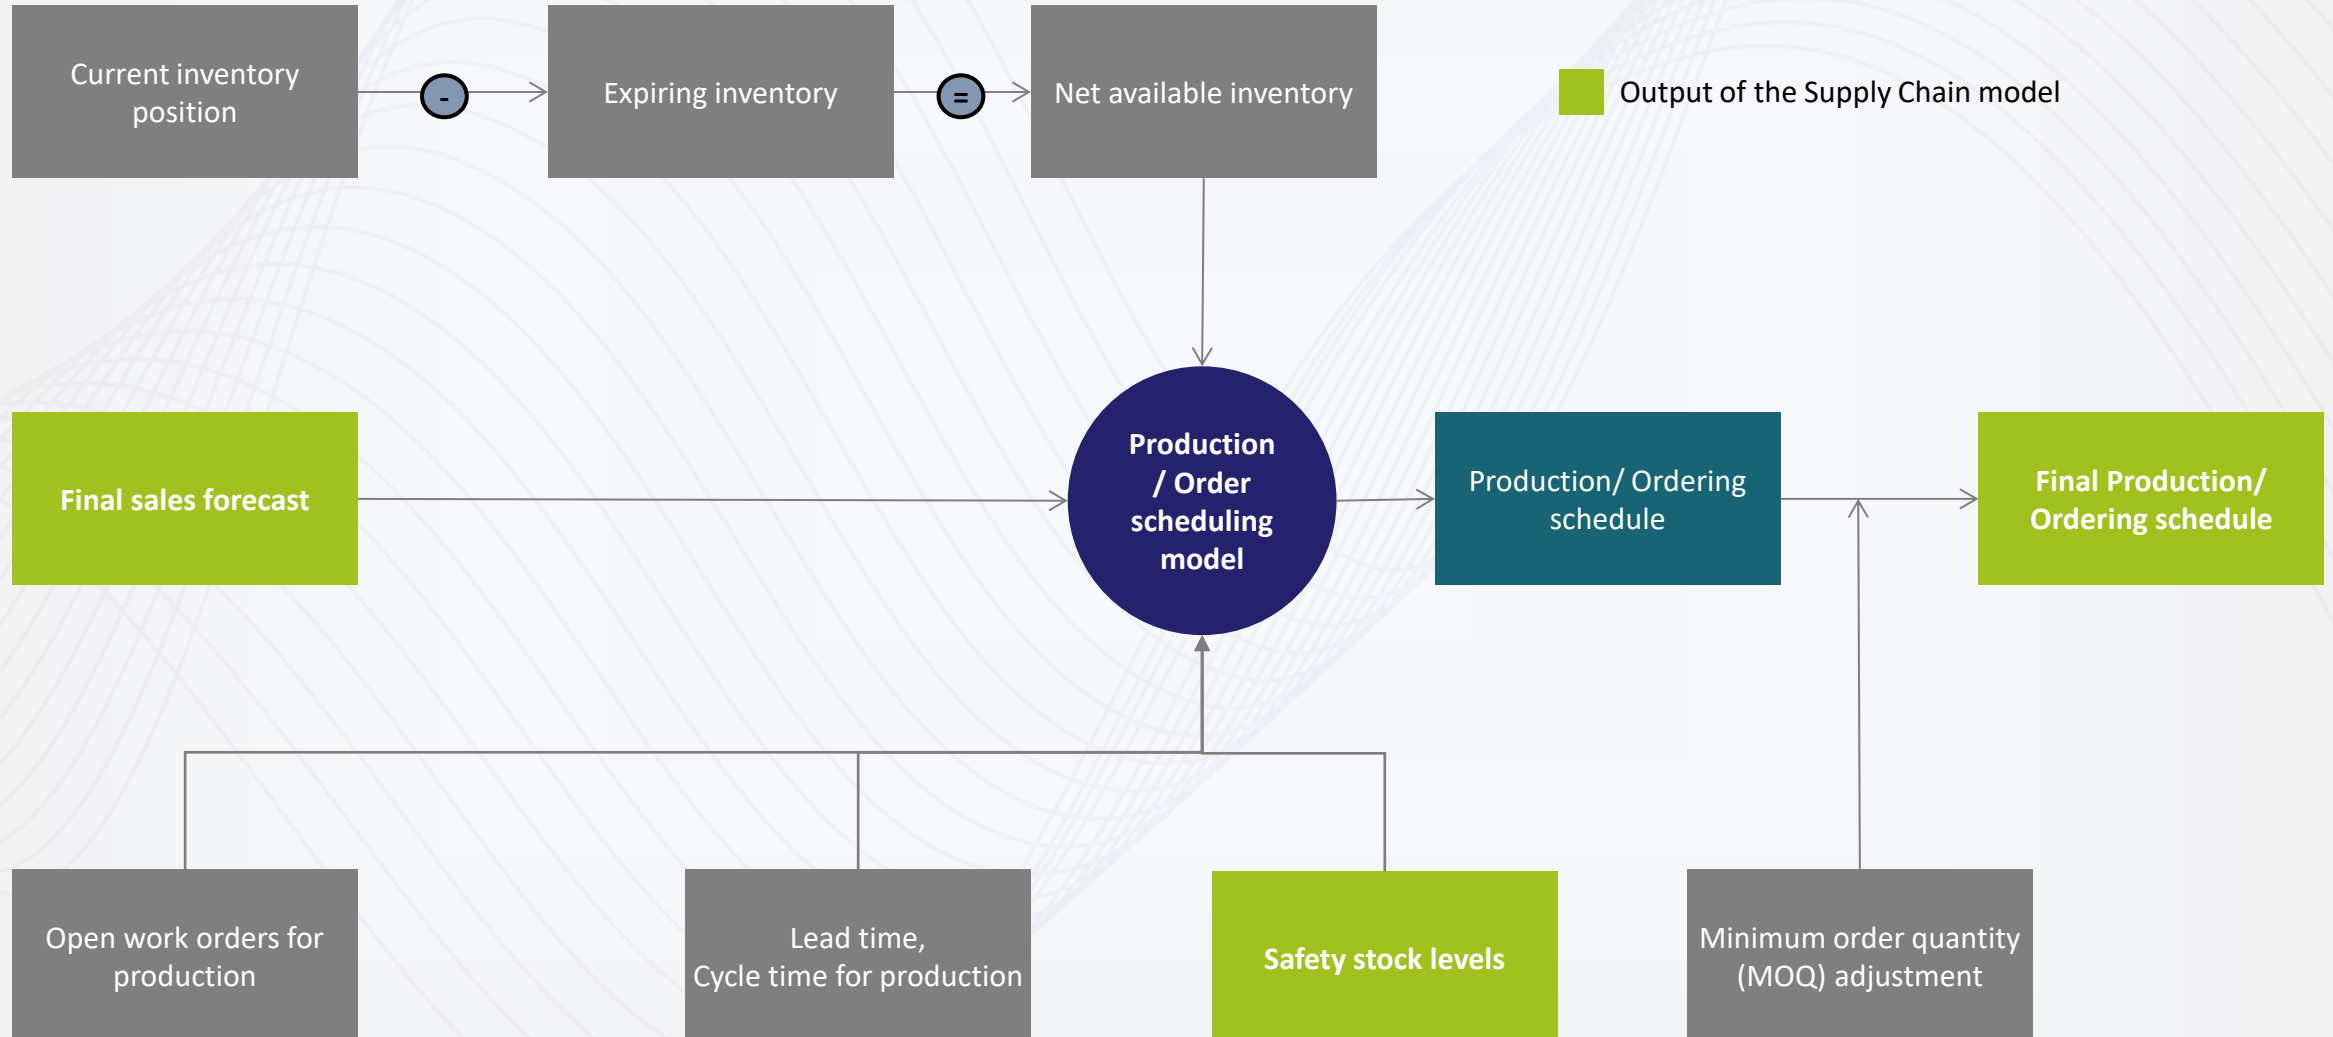 Current inventory
position
-
Expiring inventory
=
Net available inventory
Output of the Supply Chain model
Final sales forecast
Production
/ Order
scheduling
model
Production/ Ordering
schedule
Final Production/
Ordering schedule
Open work orders for
production
Lead time,
Cycle time for production
Safety stock levels
Minimum order quantity
(MOQ) adjustment